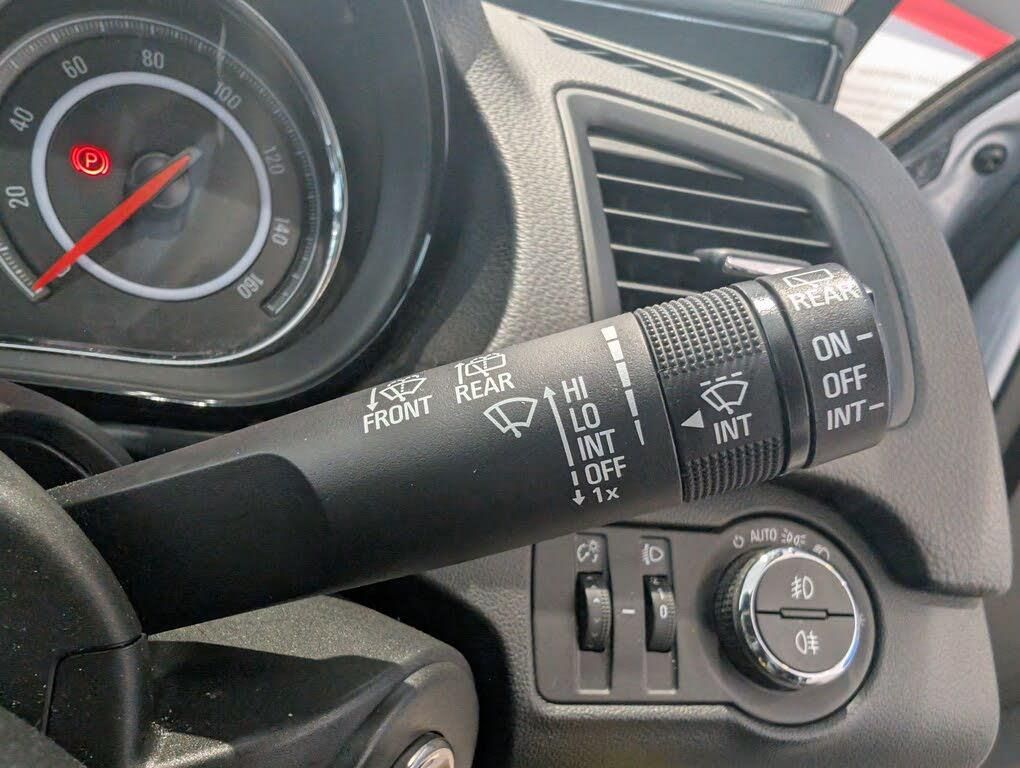 20
40
60
80
100
120
140
160
P
FRONT
REAR
HI
LO
INT
OFF
1x
INT
REAR
ON
OFF
INT
AUTO
0